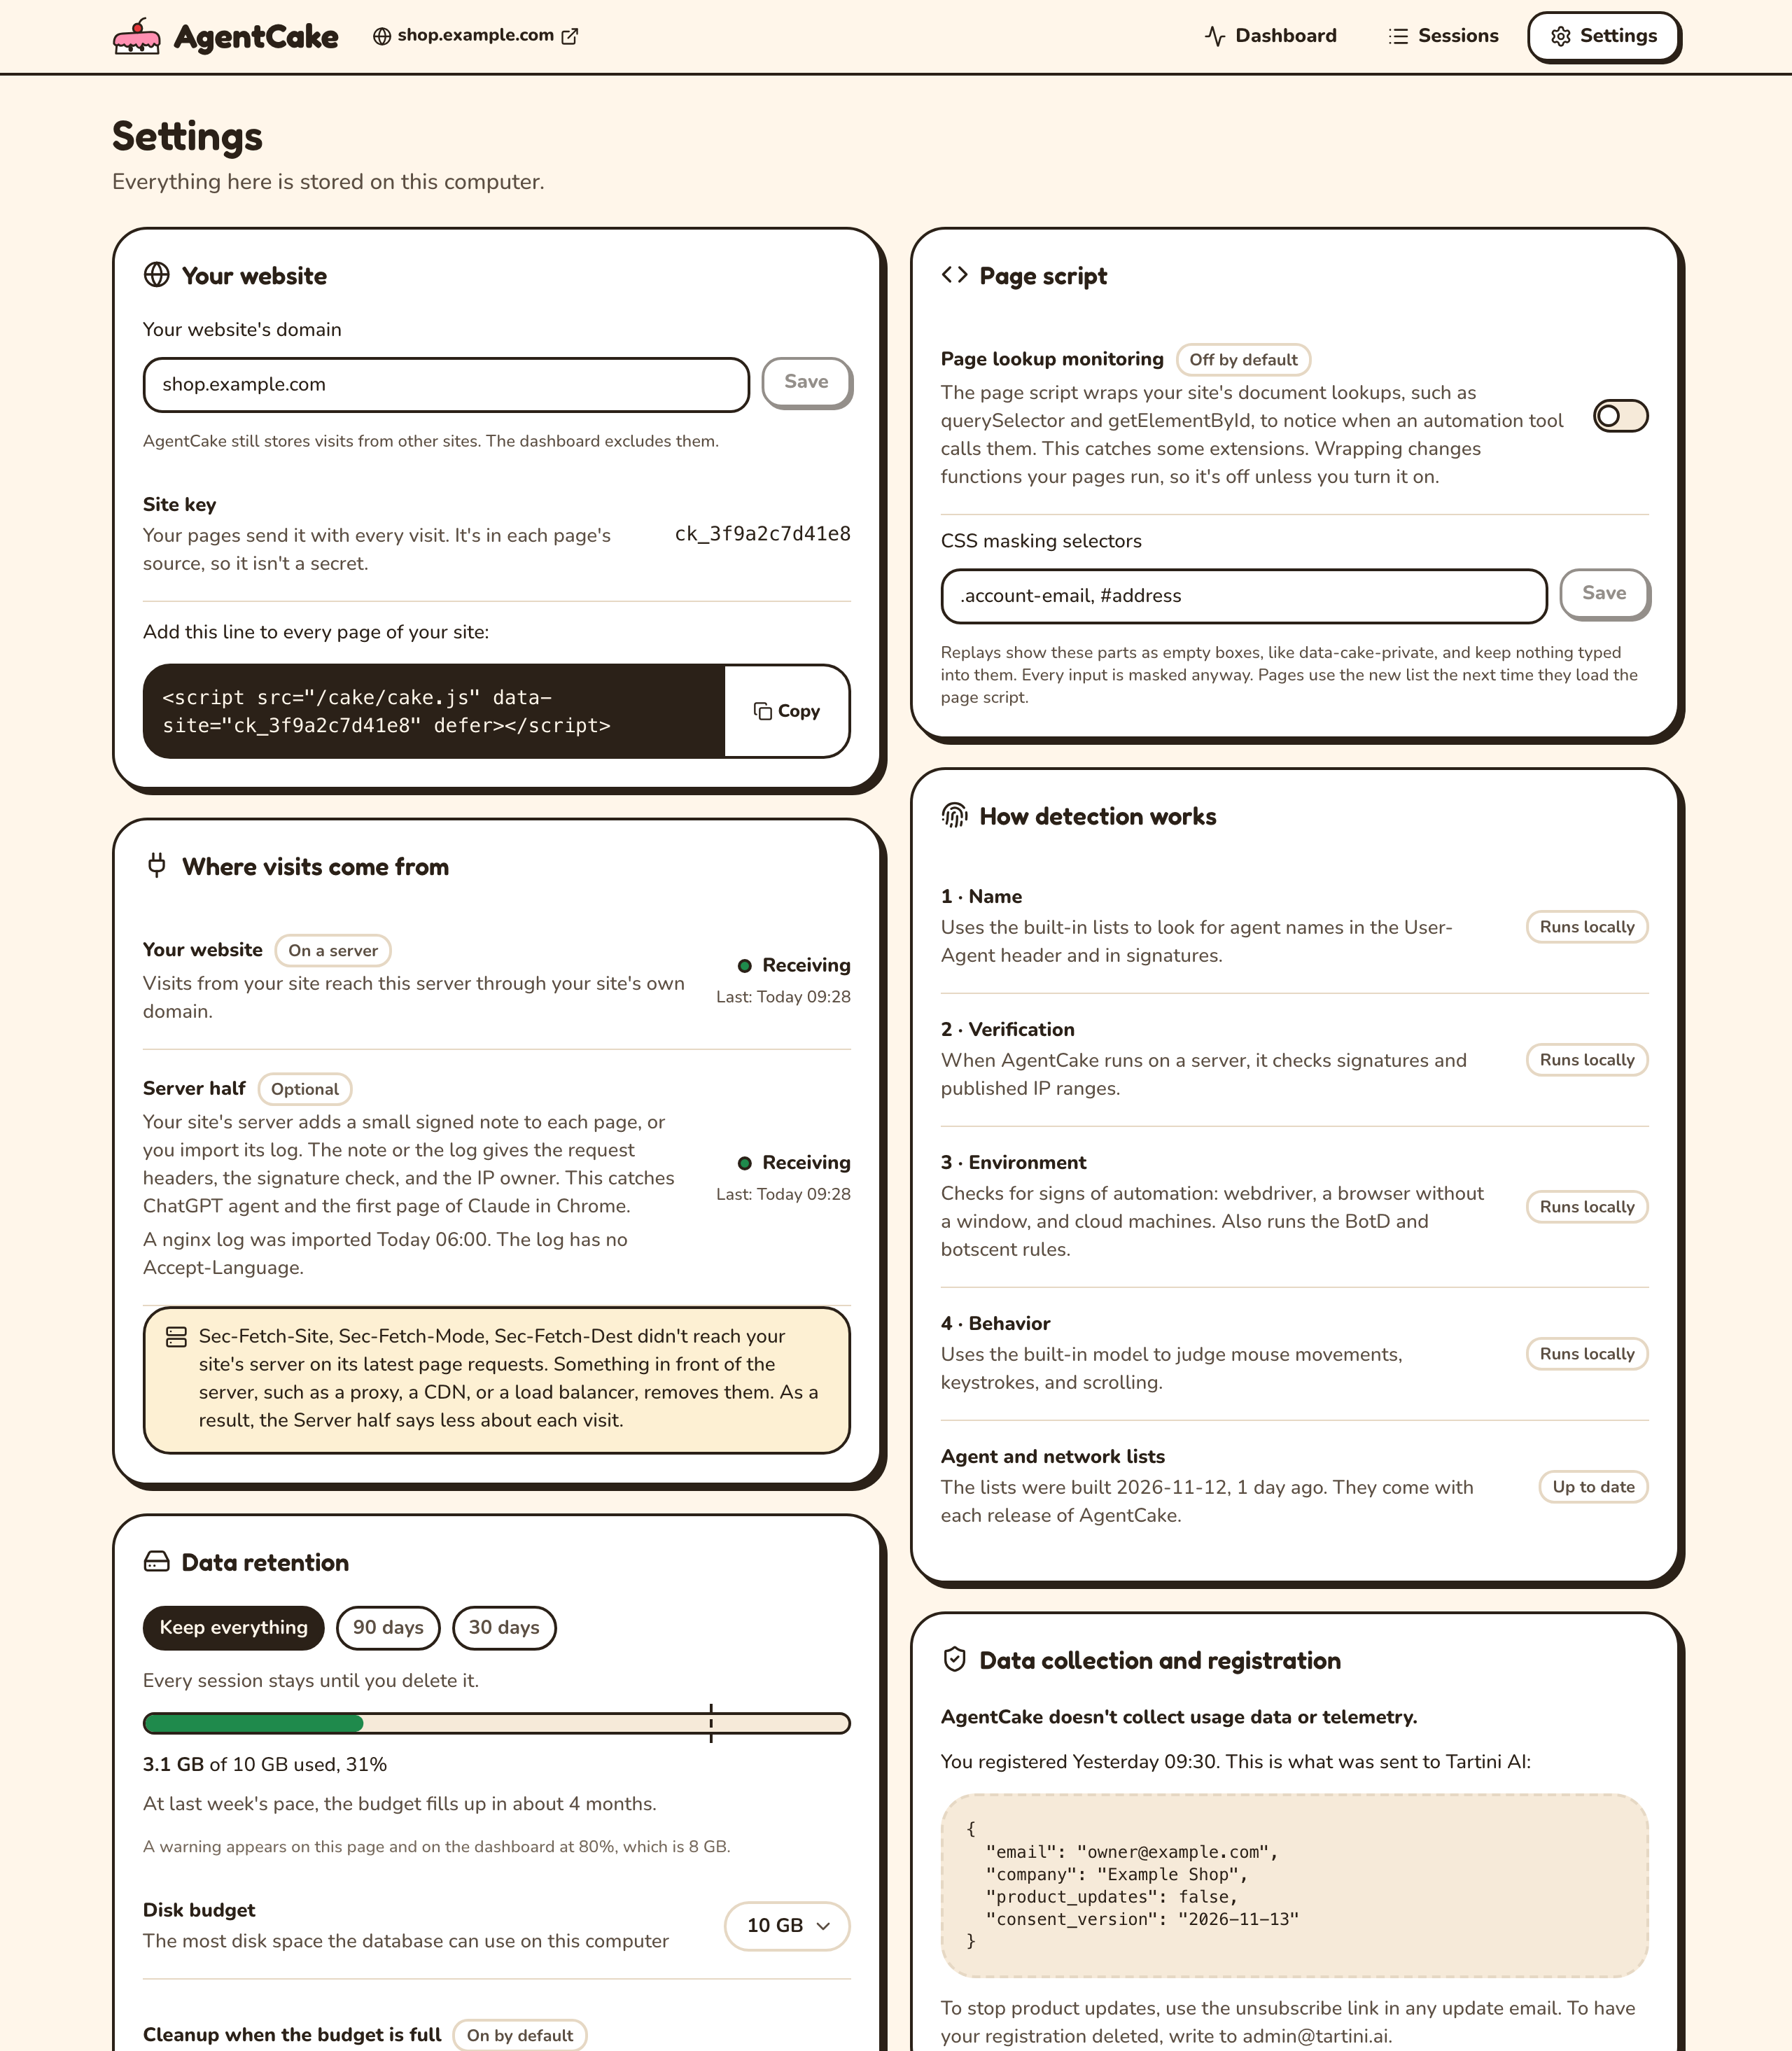 AgentCake
shop.example.com
Dashboard
Sessions
Settings
Settings
Everything here is stored on this computer.
Your website
Your website's domain
shop.example.com
Save
AgentCake still stores visits from other sites. The dashboard excludes them.
Site key
Your pages send it with every visit. It's in each page's
source, so it isn't a secret.
ck_3f9a2c7d41e8
Add this line to every page of your site:
<script src="/cake/cake.js" data-
site="ck_3f9a2c7d41e8" defer></script>
Copy
Where visits come from
Your website
On a server
Visits from your site reach this server through your site's own
domain.
Receiving
Last: Today 09:28
Server half
Optional
Your site's server adds a small signed note to each page, or
you import its log. The note or the log gives the request
headers, the signature check, and the IP owner. This catches
ChatGPT agent and the first page of Claude in Chrome.
A nginx log was imported Today 06:00. The log has no
Accept-Language.
Receiving
Last: Today 09:28
Sec-Fetch-Site, Sec-Fetch-Mode, Sec-Fetch-Dest didn't reach your
site's server on its latest page requests. Something in front of the
server, such as a proxy, a CDN, or a load balancer, removes them. As a
result, the Server half says less about each visit.
Data retention
Keep everything
90 days
30 days
Every session stays until you delete it.
3.1 GB of 10 GB used, 31%
At last week's pace, the budget fills up in about 4 months.
A warning appears on this page and on the dashboard at 80%, which is 8 GB.
Disk budget
The most disk space the database can use on this computer
10 GB
Cleanup when the budget is full
On by default
Page script
Page lookup monitoring
Off by default
The page script wraps your site's document lookups, such as
querySelector and getElementById, to notice when an automation tool
calls them. This catches some extensions. Wrapping changes
functions your pages run, so it's off unless you turn it on.
CSS masking selectors
.account-email, #address
Save
Replays show these parts as empty boxes, like data-cake-private, and keep nothing typed
into them. Every input is masked anyway. Pages use the new list the next time they load the
page script.
How detection works
1 · Name
Uses the built-in lists to look for agent names in the User-
Agent header and in signatures.
Runs locally
2 · Verification
When AgentCake runs on a server, it checks signatures and
published IP ranges.
Runs locally
3 · Environment
Checks for signs of automation: webdriver, a browser without
a window, and cloud machines. Also runs the BotD and
botscent rules.
Runs locally
4 · Behavior
Uses the built-in model to judge mouse movements,
keystrokes, and scrolling.
Runs locally
Agent and network lists
The lists were built 2026-11-12, 1 day ago. They come with
each release of AgentCake.
Up to date
Data collection and registration
AgentCake doesn't collect usage data or telemetry.
You registered Yesterday 09:30. This is what was sent to Tartini AI:
{
"email": "owner@example.com",
"company": "Example Shop",
"product_updates": false,
"consent_version": "2026-11-13"
}
To stop product updates, use the unsubscribe link in any update email. To have
your registration deleted, write to admin@tartini.ai.